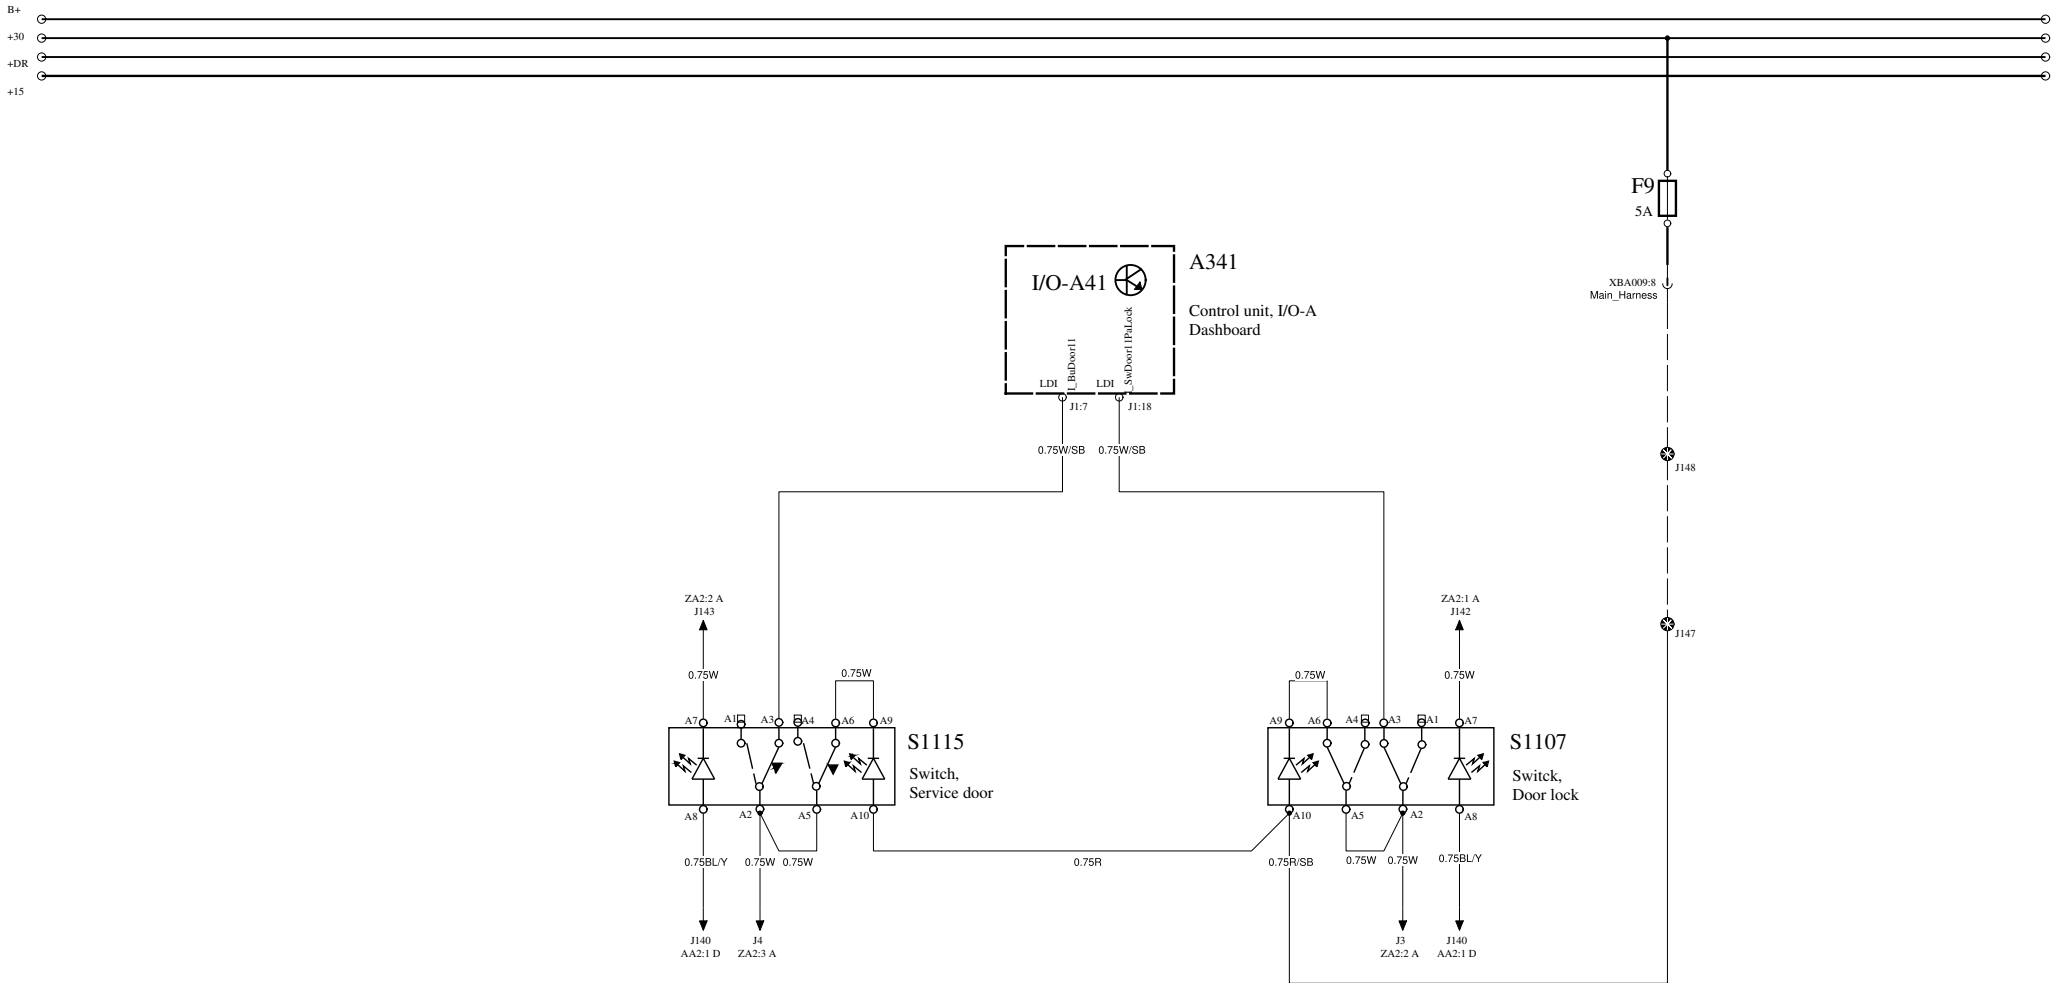 B+
+30
+DR
+15
F9
5A
XBA009:8
Main_Harness
A341
I/O-A41
Control unit, I/O-A
Dashboard
I_BuDoor11
I_SwDoor11PaLock
LDI
LDI
J1:7
J1:18
0.75W/SB
0.75W/SB
J148
J147
ZA2:2 A
J143
ZA2:1 A
J142
0.75W
0.75W
0.75W
0.75W
A7
A1
A3
A4
A6
A9
A9
A6
A4
A3
A1
A7
S1115
Switch,
Service door
S1107
Switck,
Door lock
A8
A2
A5
A10
A10
A5
A2
A8
0.75BL/Y
0.75W
0.75W
0.75R
0.75R/SB
0.75W
0.75W
0.75BL/Y
J140
AA2:1 D
J4
ZA2:3 A
J3
ZA2:2 A
J140
AA2:1 D